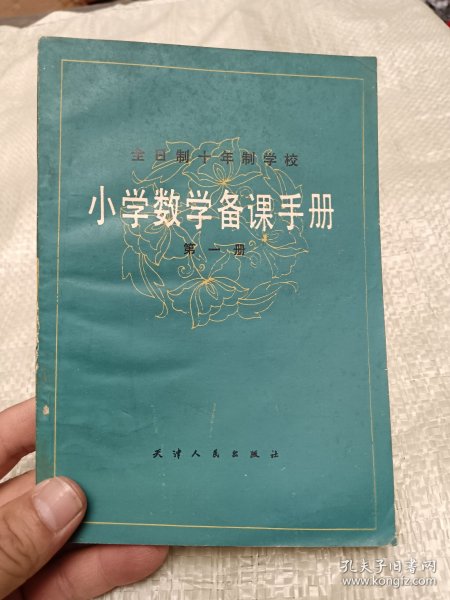 全日制十年制学校
小学数学备课手册
第一册
天津人民出版社
孔夫子旧书网
www.kongfz.com